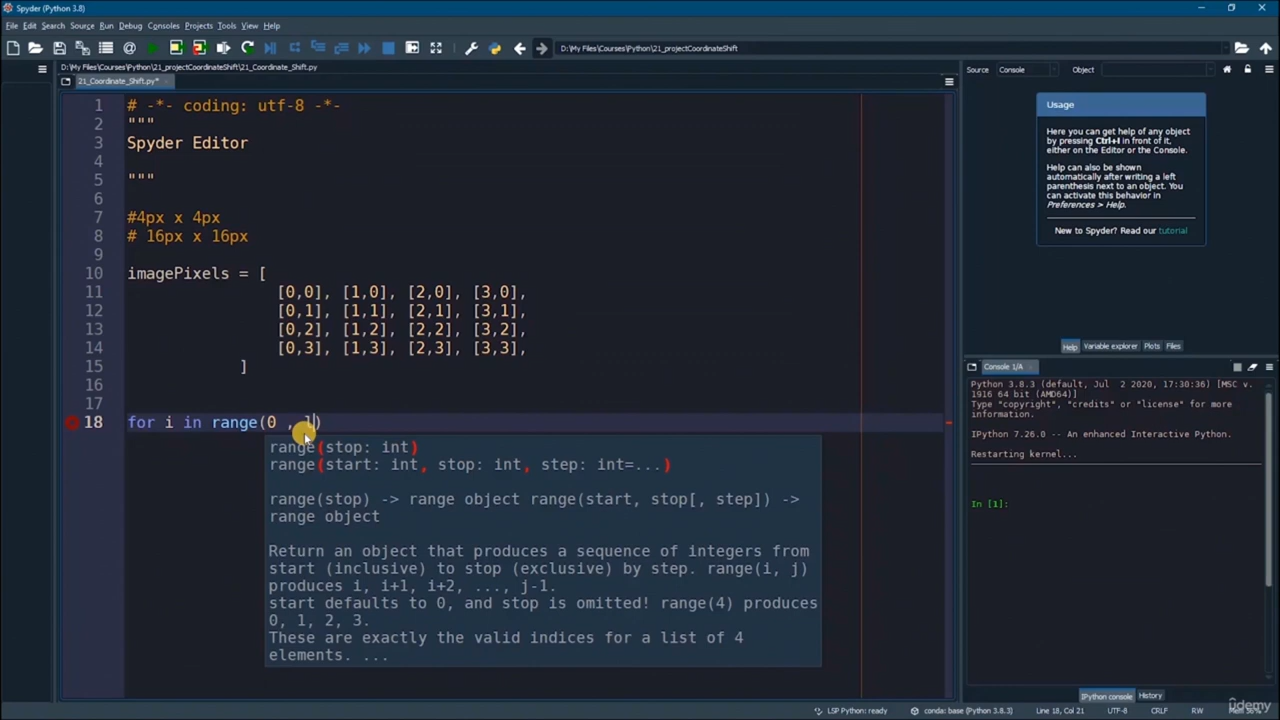 Spyder (Python 3.8)
File Edit Search Source Run Debug Consoles Projects Tools View Help
D:\My Files\Courses\Python\21_projectCoordinateShift
D:\My Files\Courses\Python\21_projectCoordinateShift\21_Coordinate_Shift.py
21_Coordinate_Shift.py*
1 # -*- coding: utf-8 -*-
2 """
3 Spyder Editor
4
5 """
6
7 #4px x 4px
8 # 16px x 16px
9
10 imagePixels = [
11 [0,0], [1,0], [2,0], [3,0],
12 [0,1], [1,1], [2,1], [3,1],
13 [0,2], [1,2], [2,2], [3,2],
14 [0,3], [1,3], [2,3], [3,3],
15 ]
16
17
18 for i in range(0 , l)
range(stop: int)
range(start: int, stop: int, step: int=...)
range(stop) -> range object range(start, stop[, step]) ->
range object
Return an object that produces a sequence of integers from
start (inclusive) to stop (exclusive) by step. range(i, j)
produces i, i+1, i+2, ..., j-1.
start defaults to 0, and stop is omitted! range(4) produces
0, 1, 2, 3.
These are exactly the valid indices for a list of 4
elements. ...
Source Console Object
Usage
Here you can get help of any object
by pressing Ctrl+I in front of it,
either on the Editor or the Console.
Help can also be shown
automatically after writing a left
parenthesis next to an object. You
can activate this behavior in
Preferences > Help.
New to Spyder? Read our tutorial
Help Variable explorer Plots Files
Console 1/A
Python 3.8.3 (default, Jul 2 2020, 17:30:36) [MSC v.
1916 64 bit (AMD64)]
Type "copyright", "credits" or "license" for more
information.
IPython 7.26.0 -- An enhanced Interactive Python.
Restarting kernel...
In [1]:
IPython console History
LSP Python: ready conda: base (Python 3.8.3) Line 18, Col 21 UTF-8 CRLF RW Mem
udemy